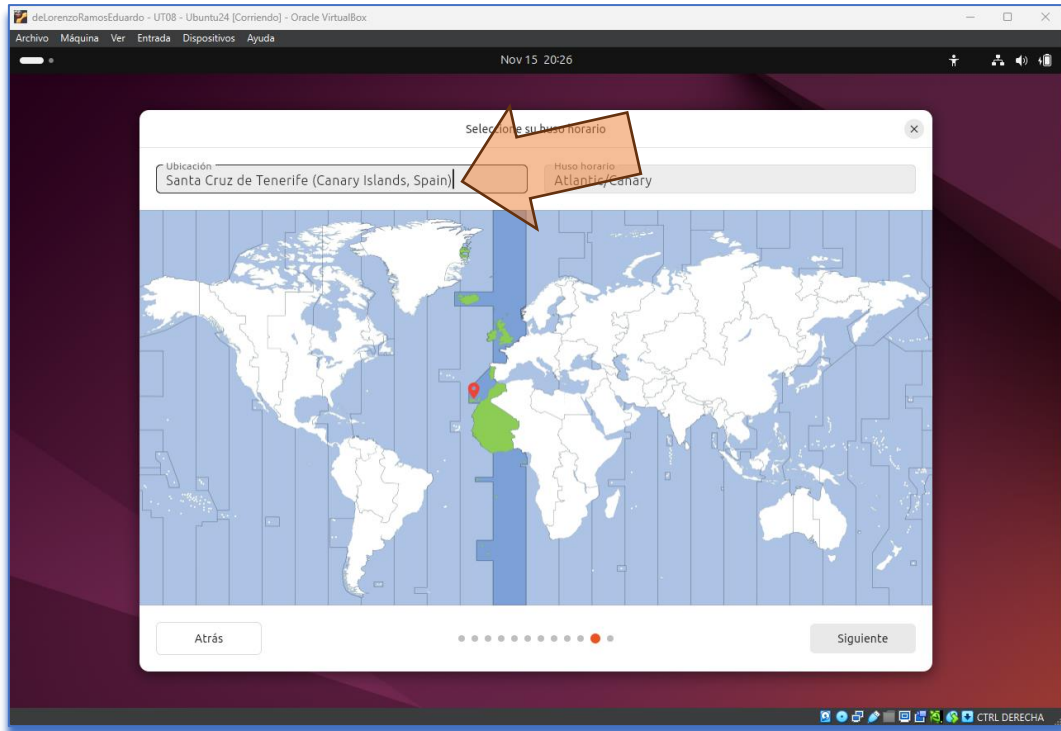 deLorenzoRamosEduardo - UT08 - Ubuntu24 [Corriendo] - Oracle VirtualBox
Archivo Máquina Ver Entrada Dispositivos Ayuda
Nov 15 20:26
Seleccione su huso horario
Ubicación
Santa Cruz de Tenerife (Canary Islands, Spain)
Huso horario
Atlantic/Canary
Atrás
Siguiente
CTRL DERECHA